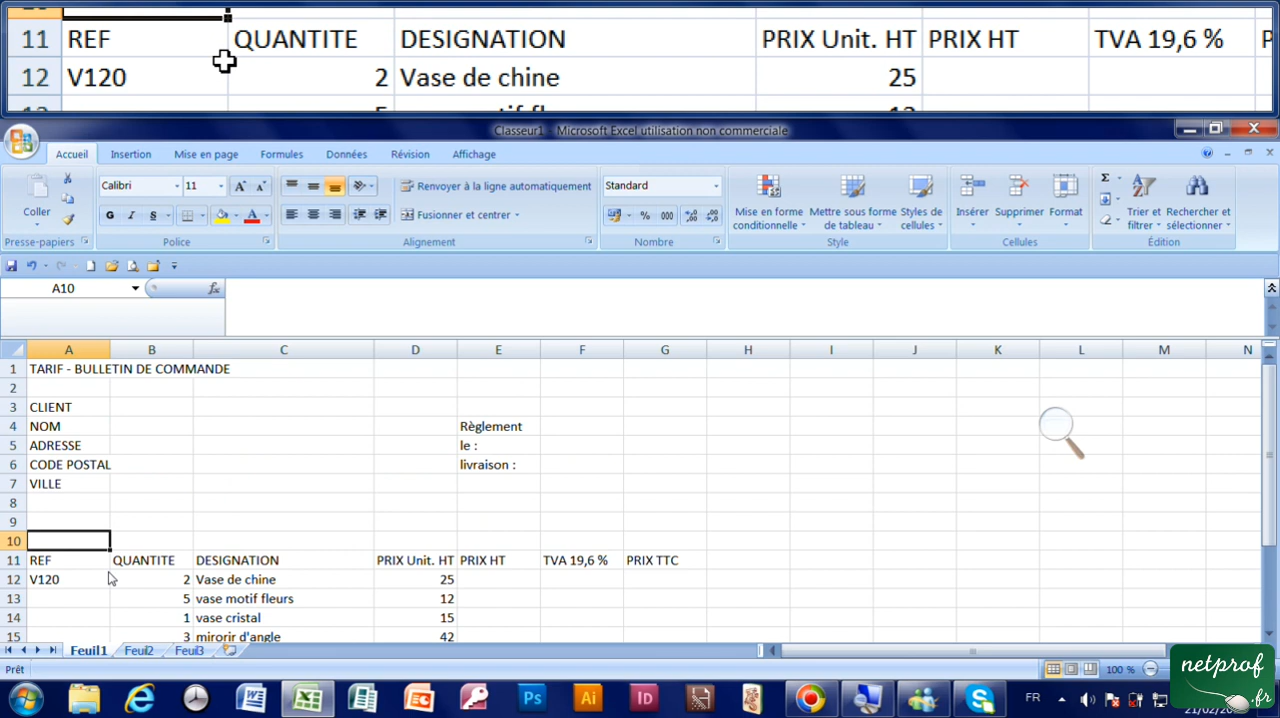 11 REF QUANTITE DESIGNATION PRIX Unit. HT PRIX HT TVA 19,6 % P
12 V120 2 Vase de chine 25
Classeur1 - Microsoft Excel utilisation non commerciale
Accueil Insertion Mise en page Formules Données Révision Affichage
Coller Calibri 11 A A Renvoyer à la ligne automatiquement Standard
G I S A Fusionner et centrer % 000
Mise en forme conditionnelle Mettre sous forme de tableau Styles de cellules Insérer Supprimer Format Σ Trier et filtrer Rechercher et sélectionner
Presse-papiers Police Alignement Nombre Style Cellules Édition
A10 fx
A B C D E F G H I J K L M N
1 TARIF - BULLETIN DE COMMANDE
2
3 CLIENT
4 NOM Règlement
5 ADRESSE le :
6 CODE POSTAL livraison :
7 VILLE
8
9
10
11 REF QUANTITE DESIGNATION PRIX Unit. HT PRIX HT TVA 19,6 % PRIX TTC
12 V120 2 Vase de chine 25
13 5 vase motif fleurs 12
14 1 vase cristal 15
15 3 mirorir d'angle 42
Feuil1 Feuil2 Feuil3
Prêt 100 %
Ps Ai ID FR
netprof.fr